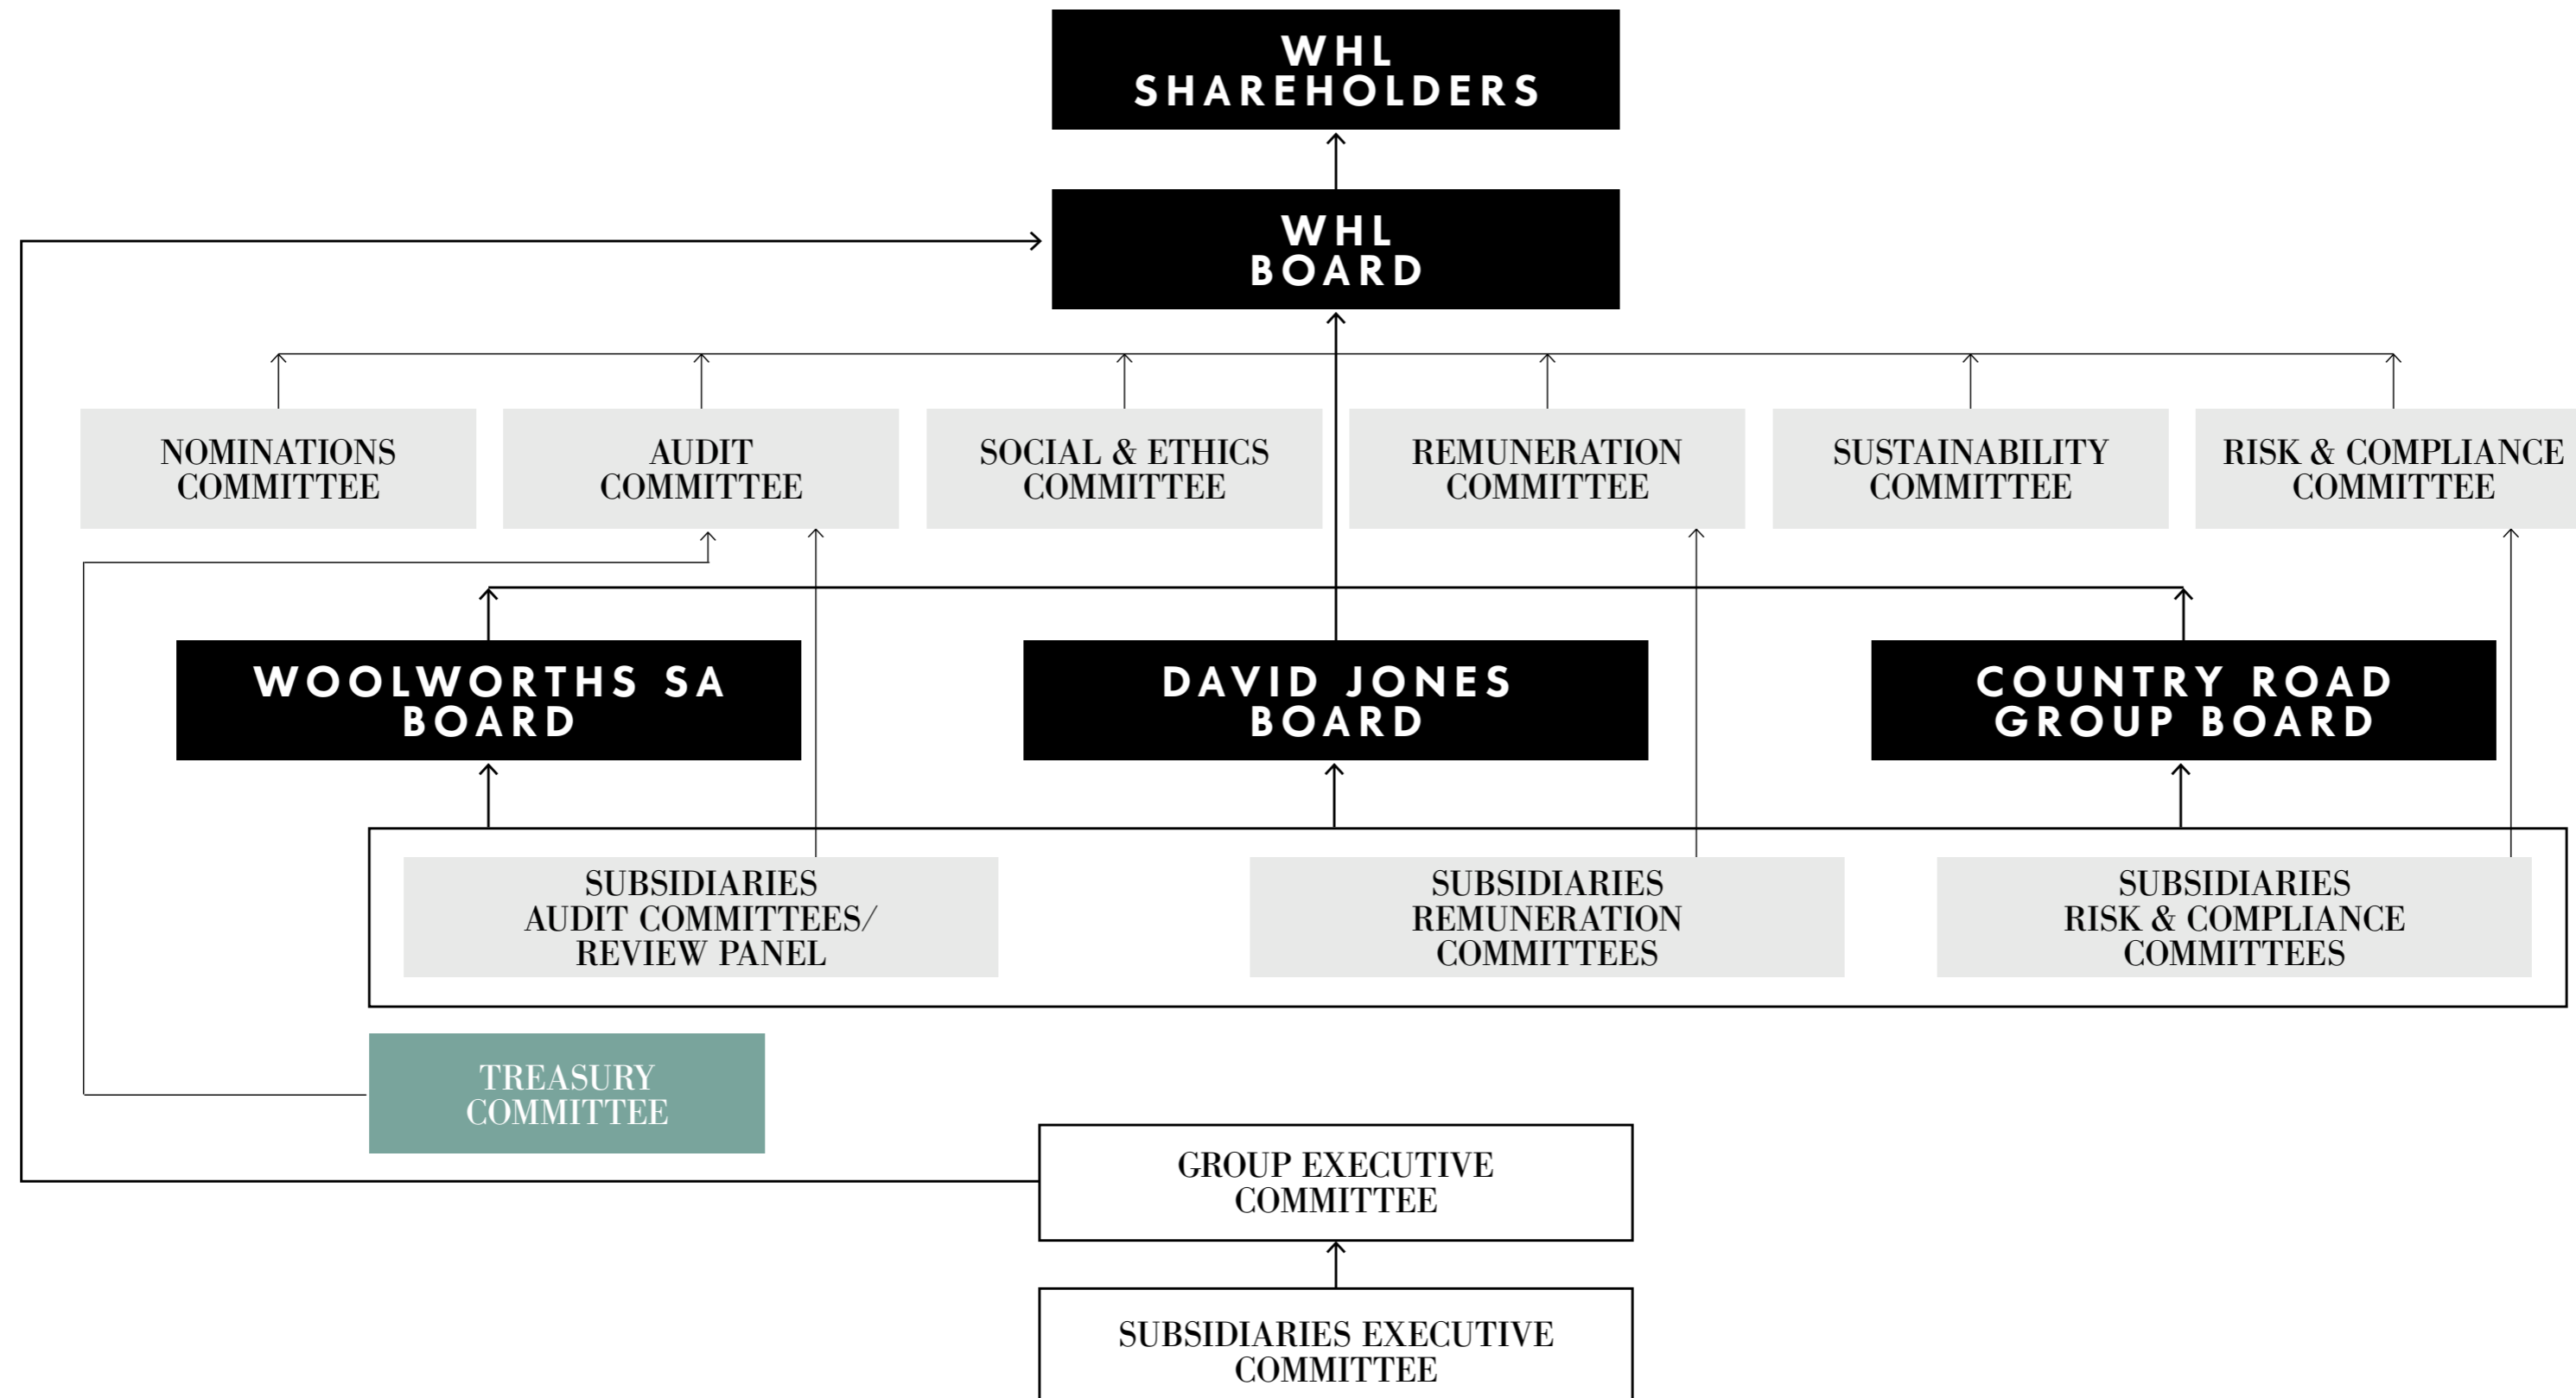 WHL
SHAREHOLDERS
WHL
BOARD
NOMINATIONS
COMMITTEE
AUDIT
COMMITTEE
SOCIAL & ETHICS
COMMITTEE
REMUNERATION
COMMITTEE
SUSTAINABILITY
COMMITTEE
RISK & COMPLIANCE
COMMITTEE
WOOLWORTHS SA
BOARD
DAVID JONES
BOARD
COUNTRY ROAD
GROUP BOARD
SUBSIDIARIES
AUDIT COMMITTEES/
REVIEW PANEL
SUBSIDIARIES
REMUNERATION
COMMITTEES
SUBSIDIARIES
RISK & COMPLIANCE
COMMITTEES
TREASURY
COMMITTEE
GROUP EXECUTIVE
COMMITTEE
SUBSIDIARIES EXECUTIVE
COMMITTEE